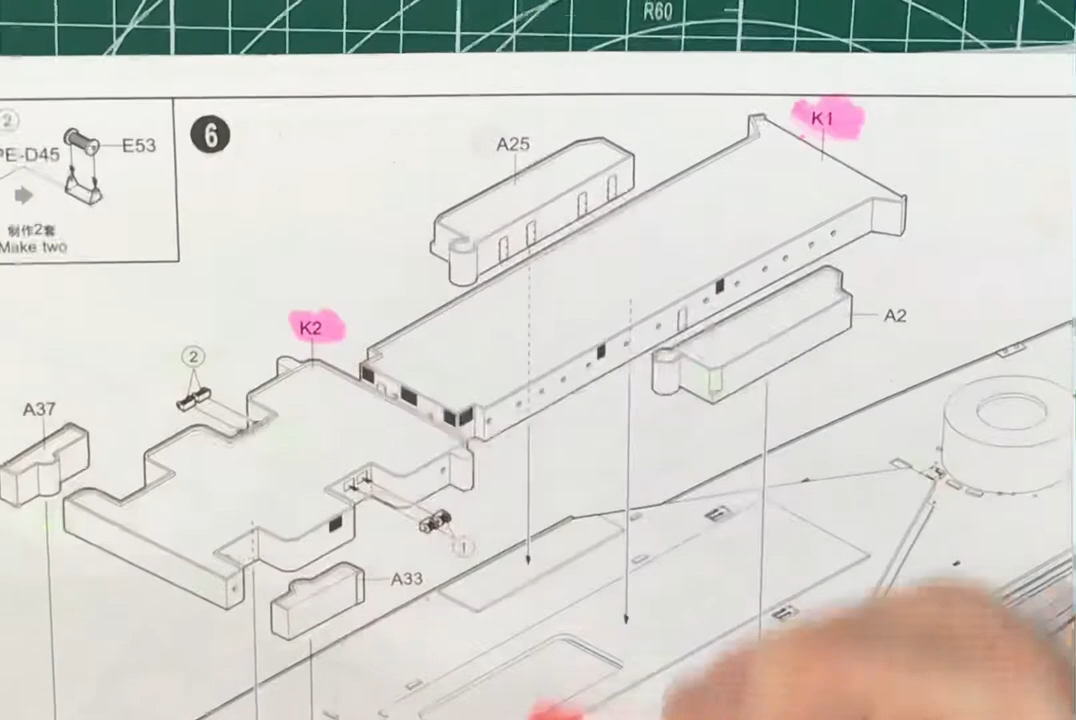 R60
②
PE-D45
E53
制作2套
Make two
6
A25
K1
K2
A2
②
A37
①
A33